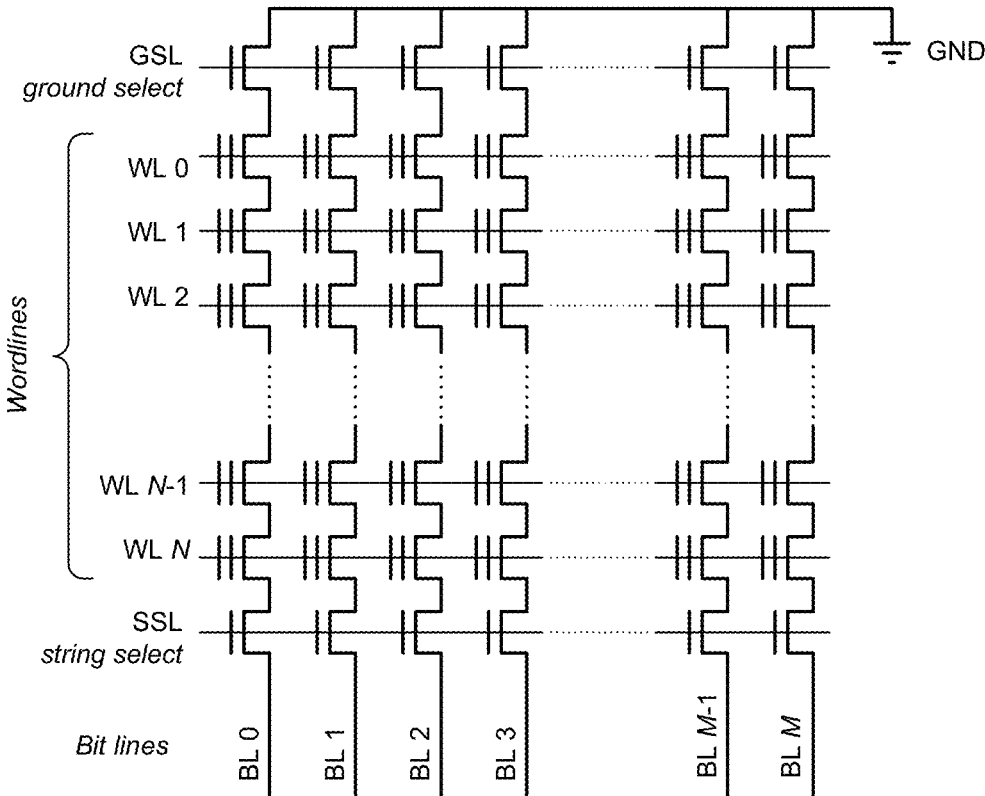 GSL
ground select
GND
WL 0
WL 1
WL 2
Wordlines
WL N-1
WL N
SSL
string select
Bit lines
BL 0
BL 1
BL 2
BL 3
BL M-1
BL M